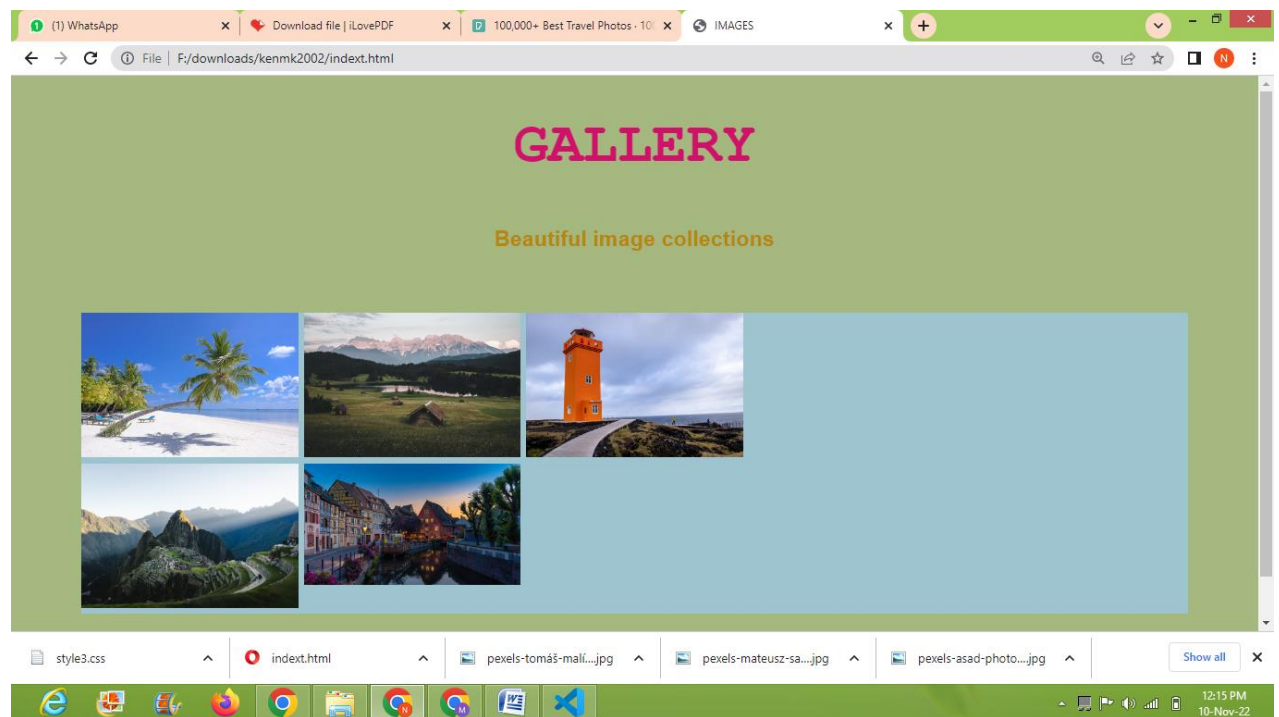 1 (1) WhatsApp
Download file | iLovePDF
100,000+ Best Travel Photos · 10
IMAGES
File | F:/downloads/kenmk2002/indext.html
N
GALLERY
Beautiful image collections
style3.css
indext.html
pexels-tomáš-malí....jpg
pexels-mateusz-sa....jpg
pexels-asad-photo....jpg
Show all
12:15 PM
10-Nov-22